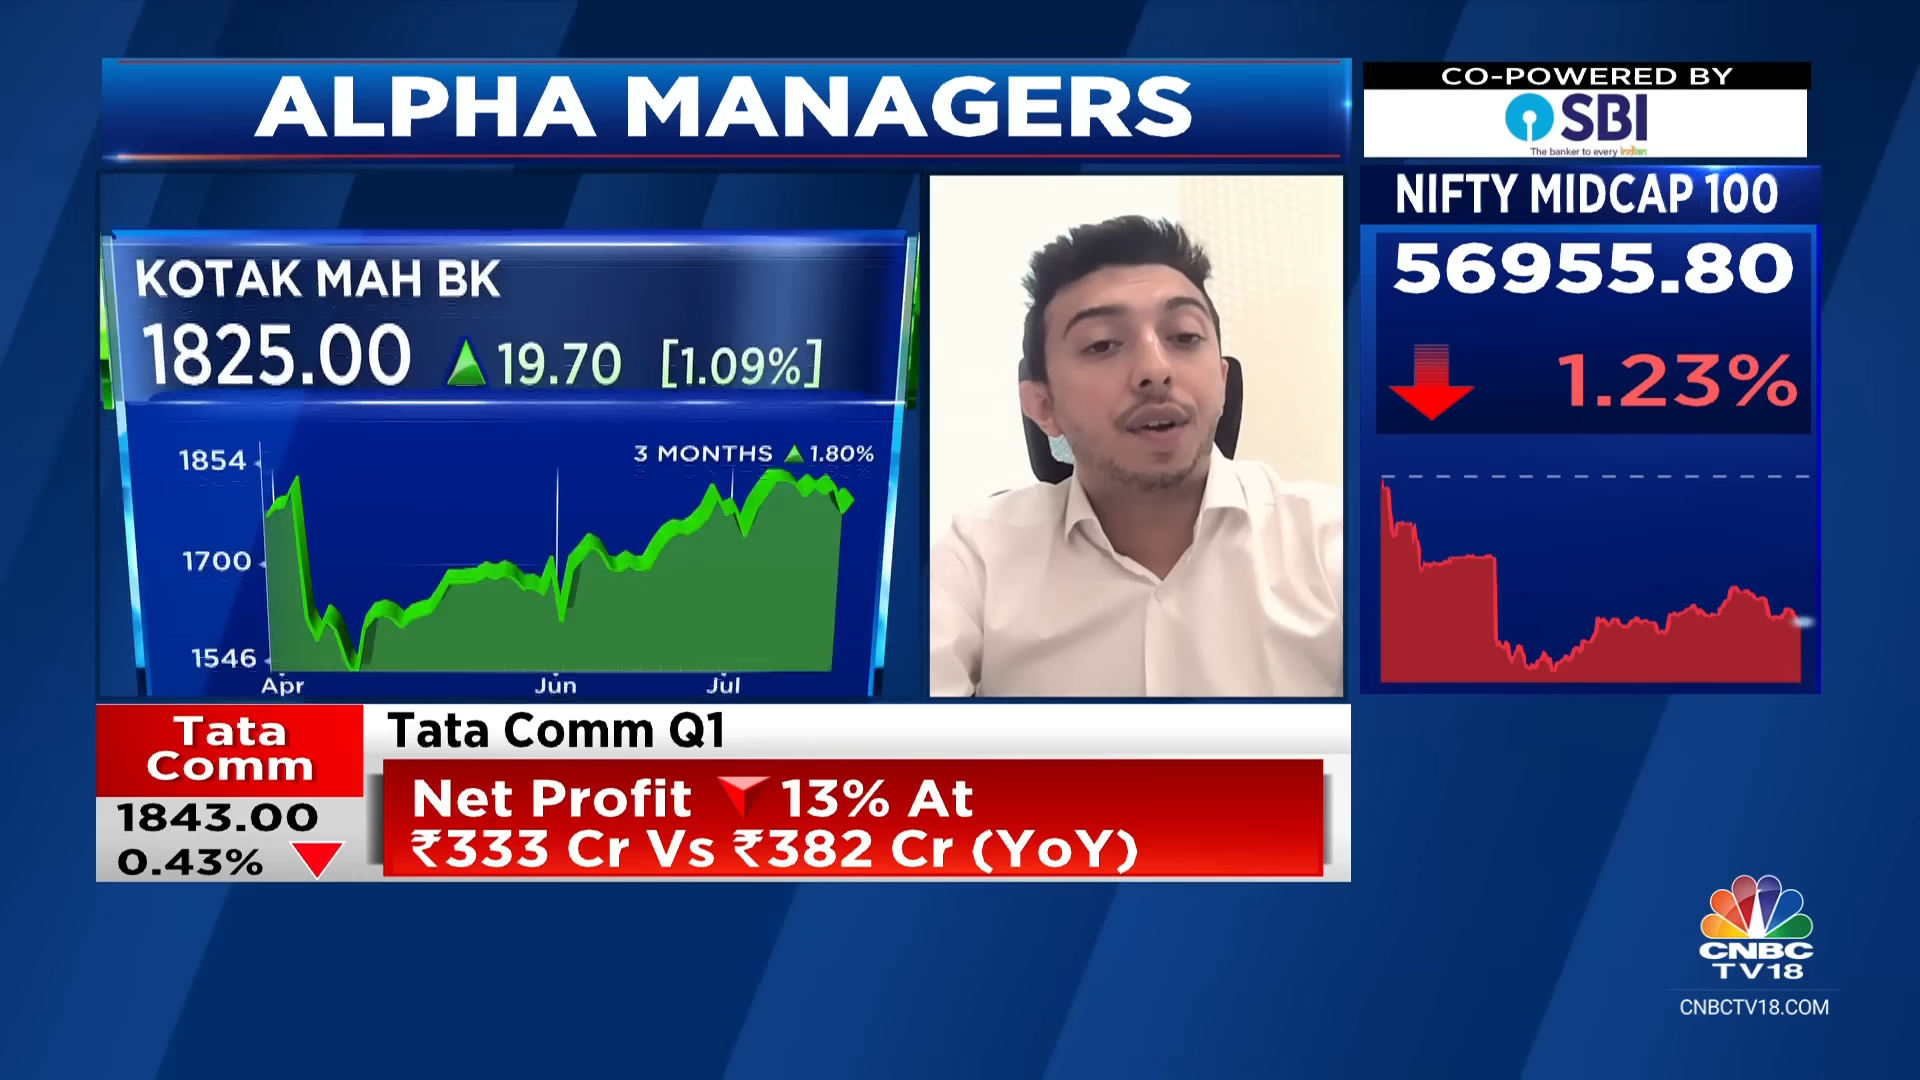 ALPHA MANAGERS
CO-POWERED BY
SBI
The banker to every indian
NIFTY MIDCAP 100
56955.80
1.23%
KOTAK MAH BK
1825.00 ▲ 19.70 [1.09%]
3 MONTHS ▲ 1.80%
1854
1700
1546
Apr Jun Jul
Tata
Comm
1843.00
0.43%
Tata Comm Q1
Net Profit ▼ 13% At
₹333 Cr Vs ₹382 Cr (YoY)
CNBC
TV18
CNBCTV18.COM